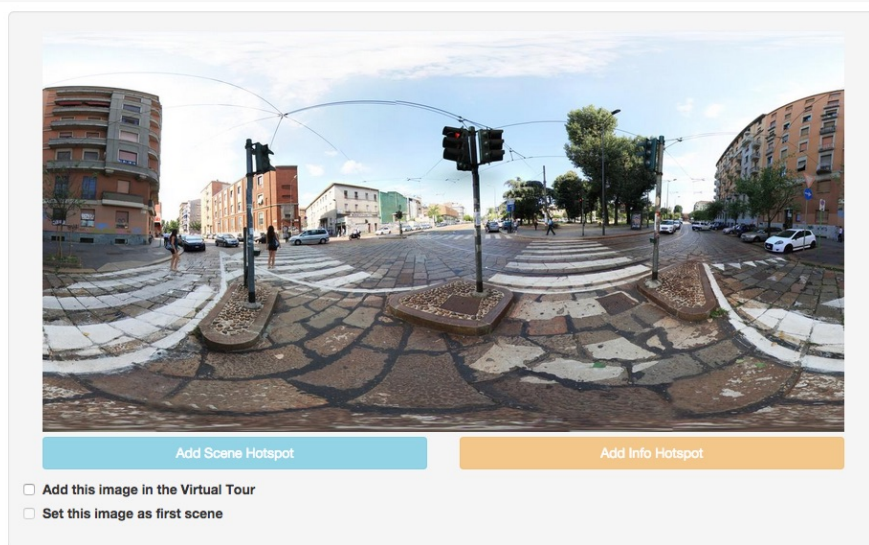 Add Scene Hotspot
Add Info Hotspot
Add this image in the Virtual Tour
Set this image as first scene